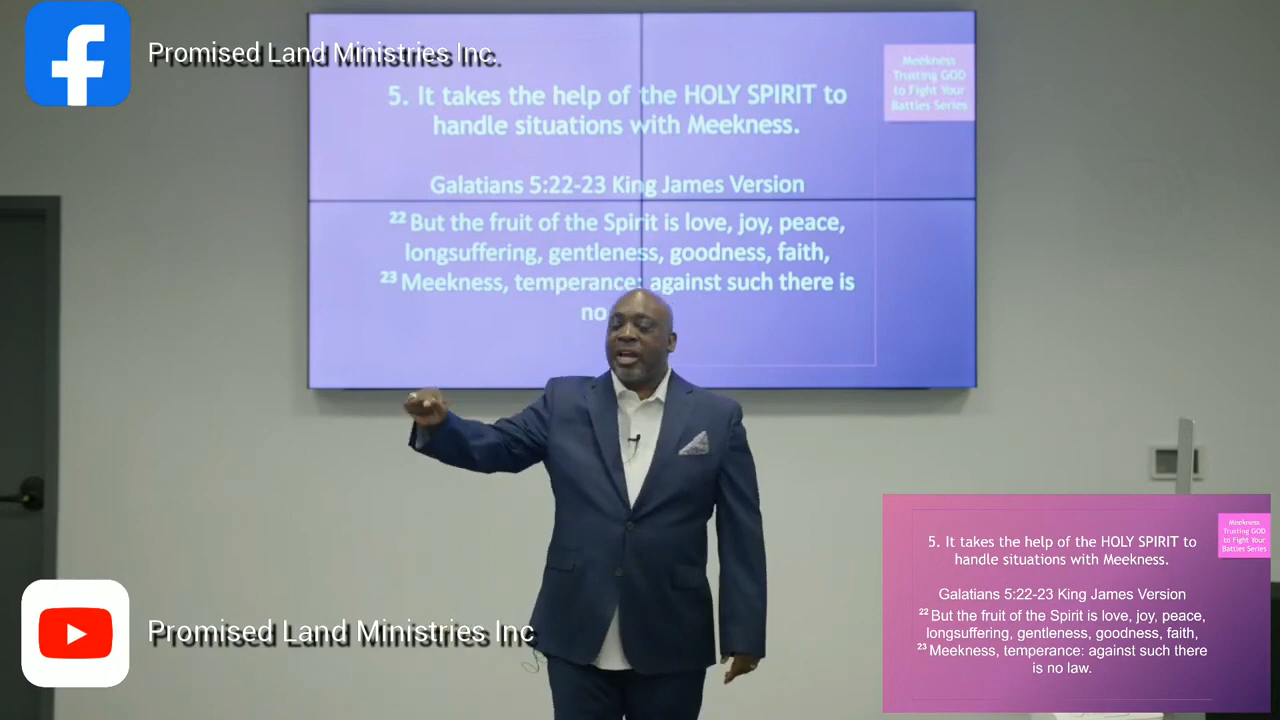 Promised Land Ministries Inc.
5. It takes the help of the HOLY SPIRIT to
handle situations with Meekness.
Meekness
Trusting GOD
to Fight Your
Battles Series
Galatians 5:22-23 King James Version
22 But the fruit of the Spirit is love, joy, peace,
longsuffering, gentleness, goodness, faith,
23 Meekness, temperance: against such there is
no
Promised Land Ministries Inc
5. It takes the help of the HOLY SPIRIT to
handle situations with Meekness.
Meekness
Trusting GOD
to Fight Your
Battles Series
Galatians 5:22-23 King James Version
22 But the fruit of the Spirit is love, joy, peace,
longsuffering, gentleness, goodness, faith,
23 Meekness, temperance: against such there
is no law.